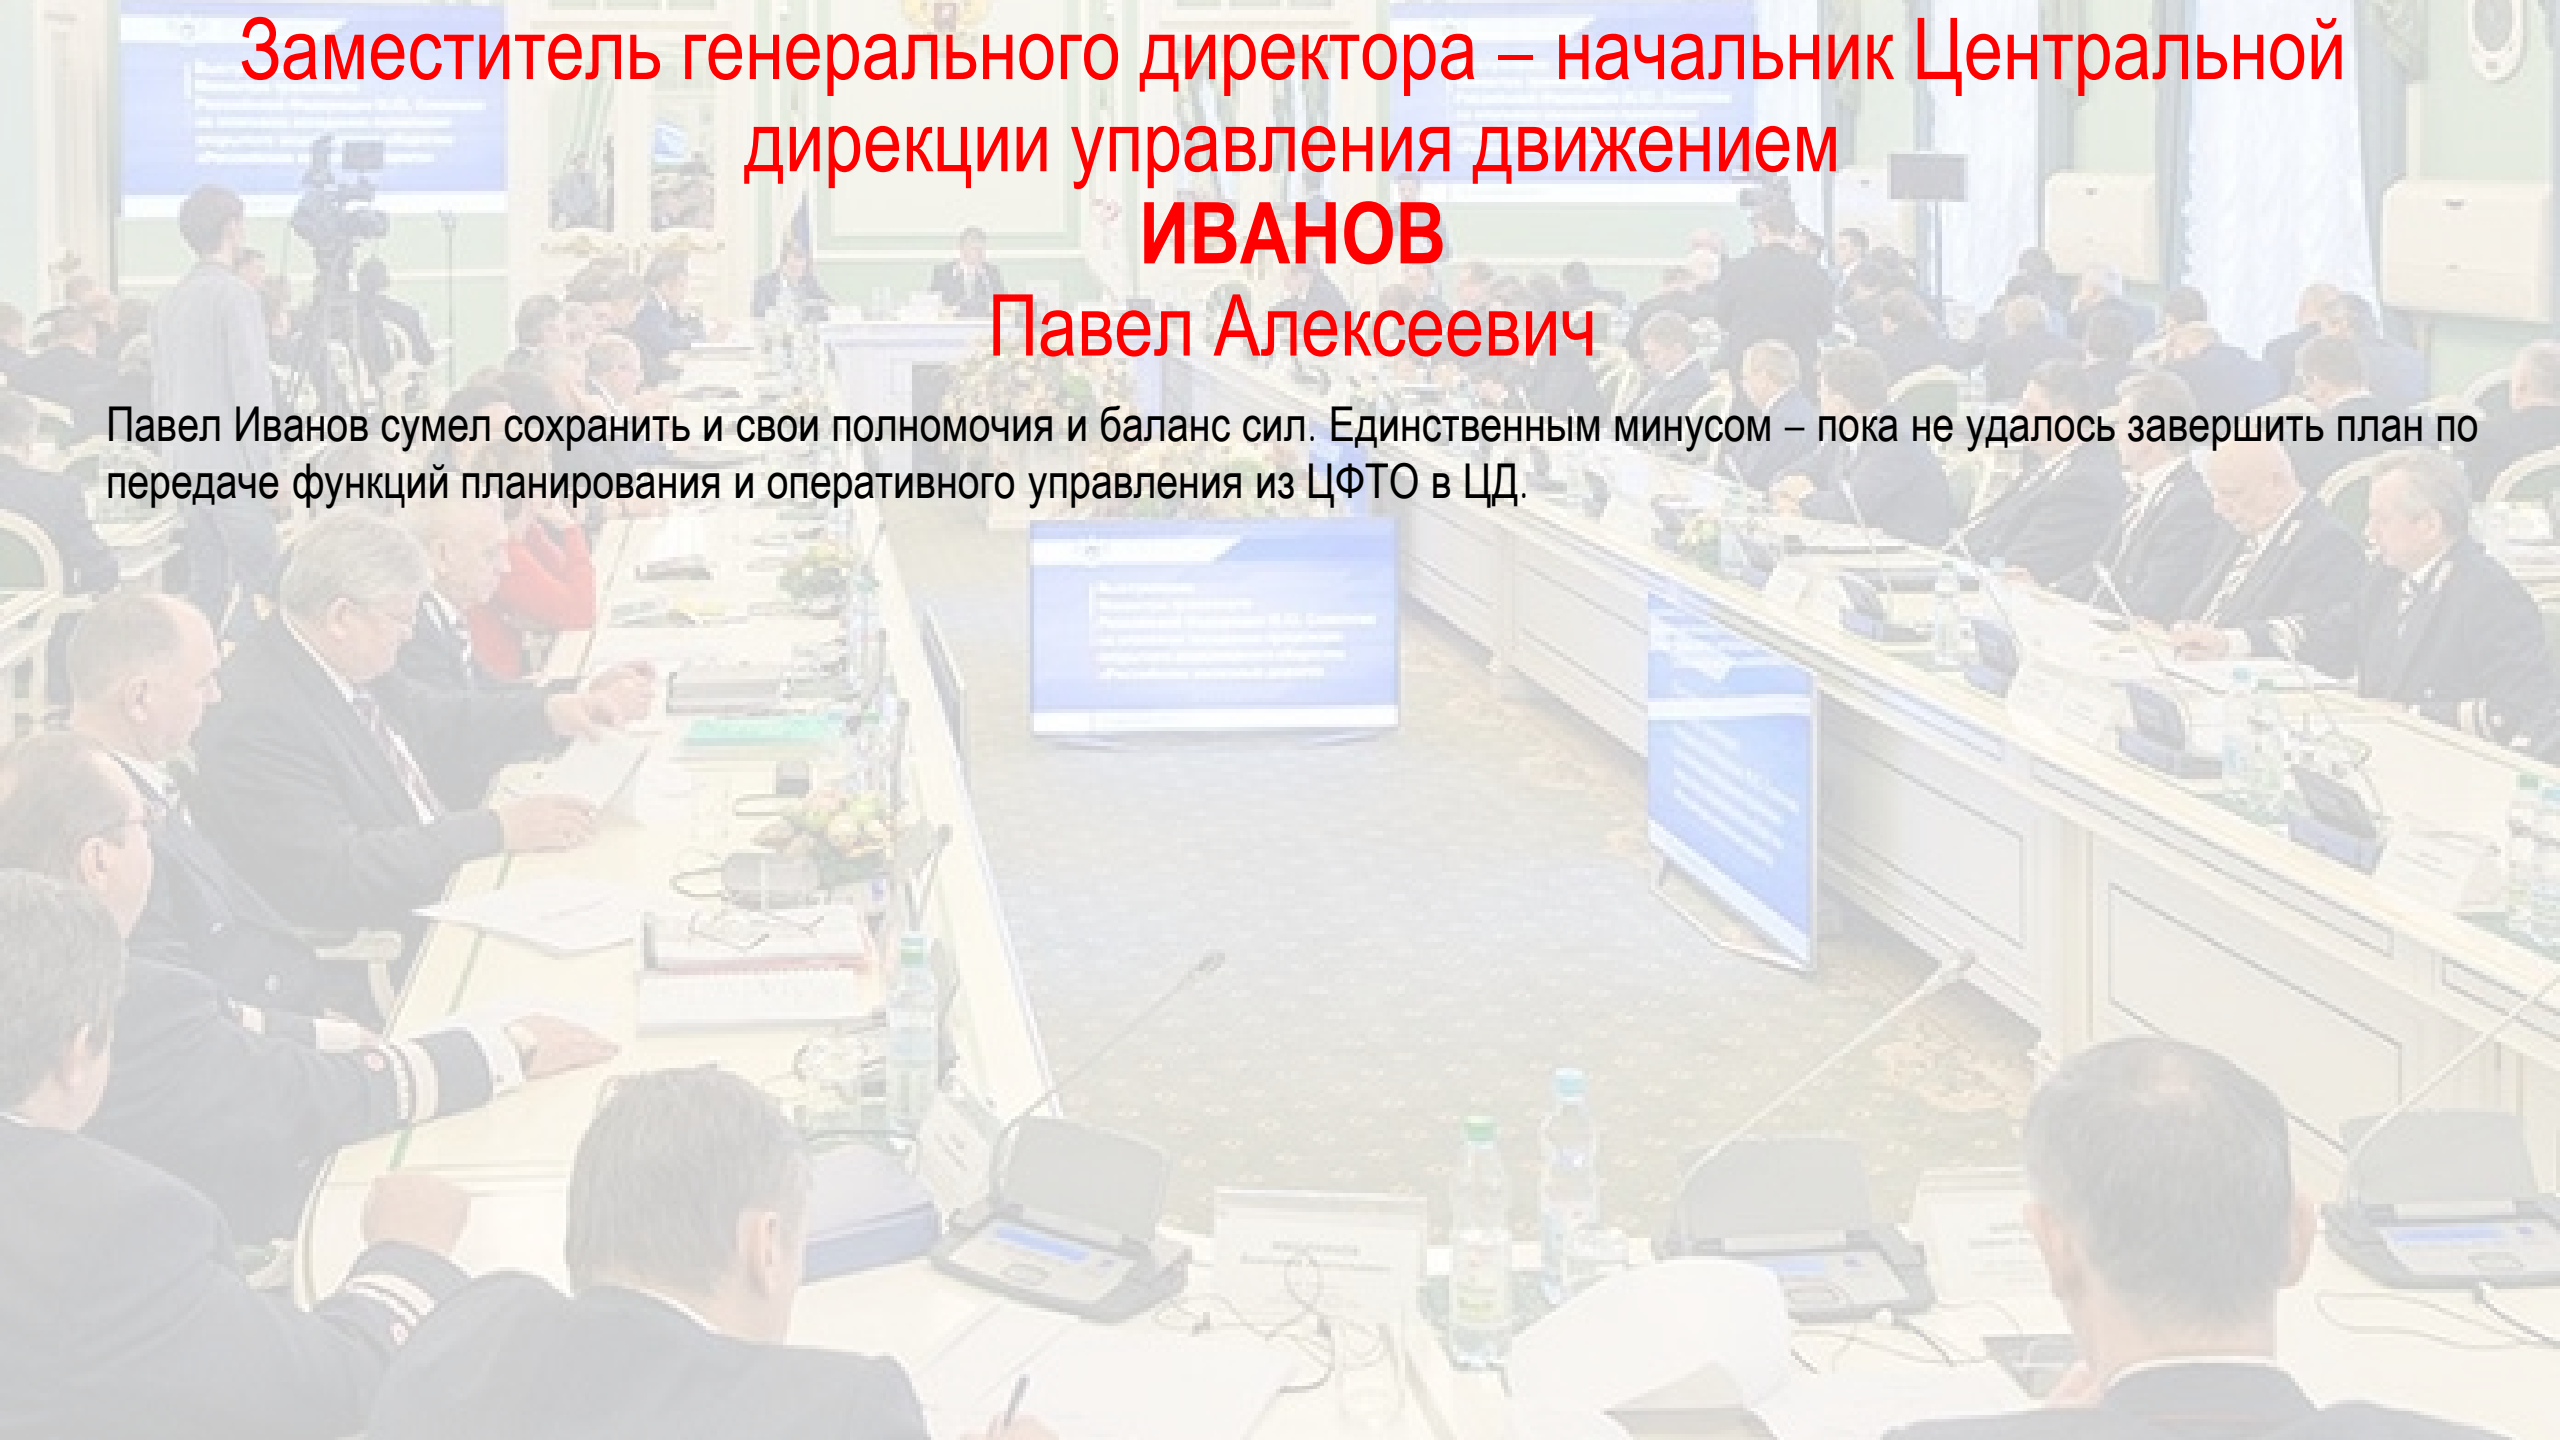 Заместитель генерального директора – начальник Центральной
дирекции управления движением
ИВАНОВ
Павел Алексеевич
Павел Иванов сумел сохранить и свои полномочия и баланс сил. Единственным минусом – пока не удалось завершить план по
передаче функций планирования и оперативного управления из ЦФТО в ЦД.